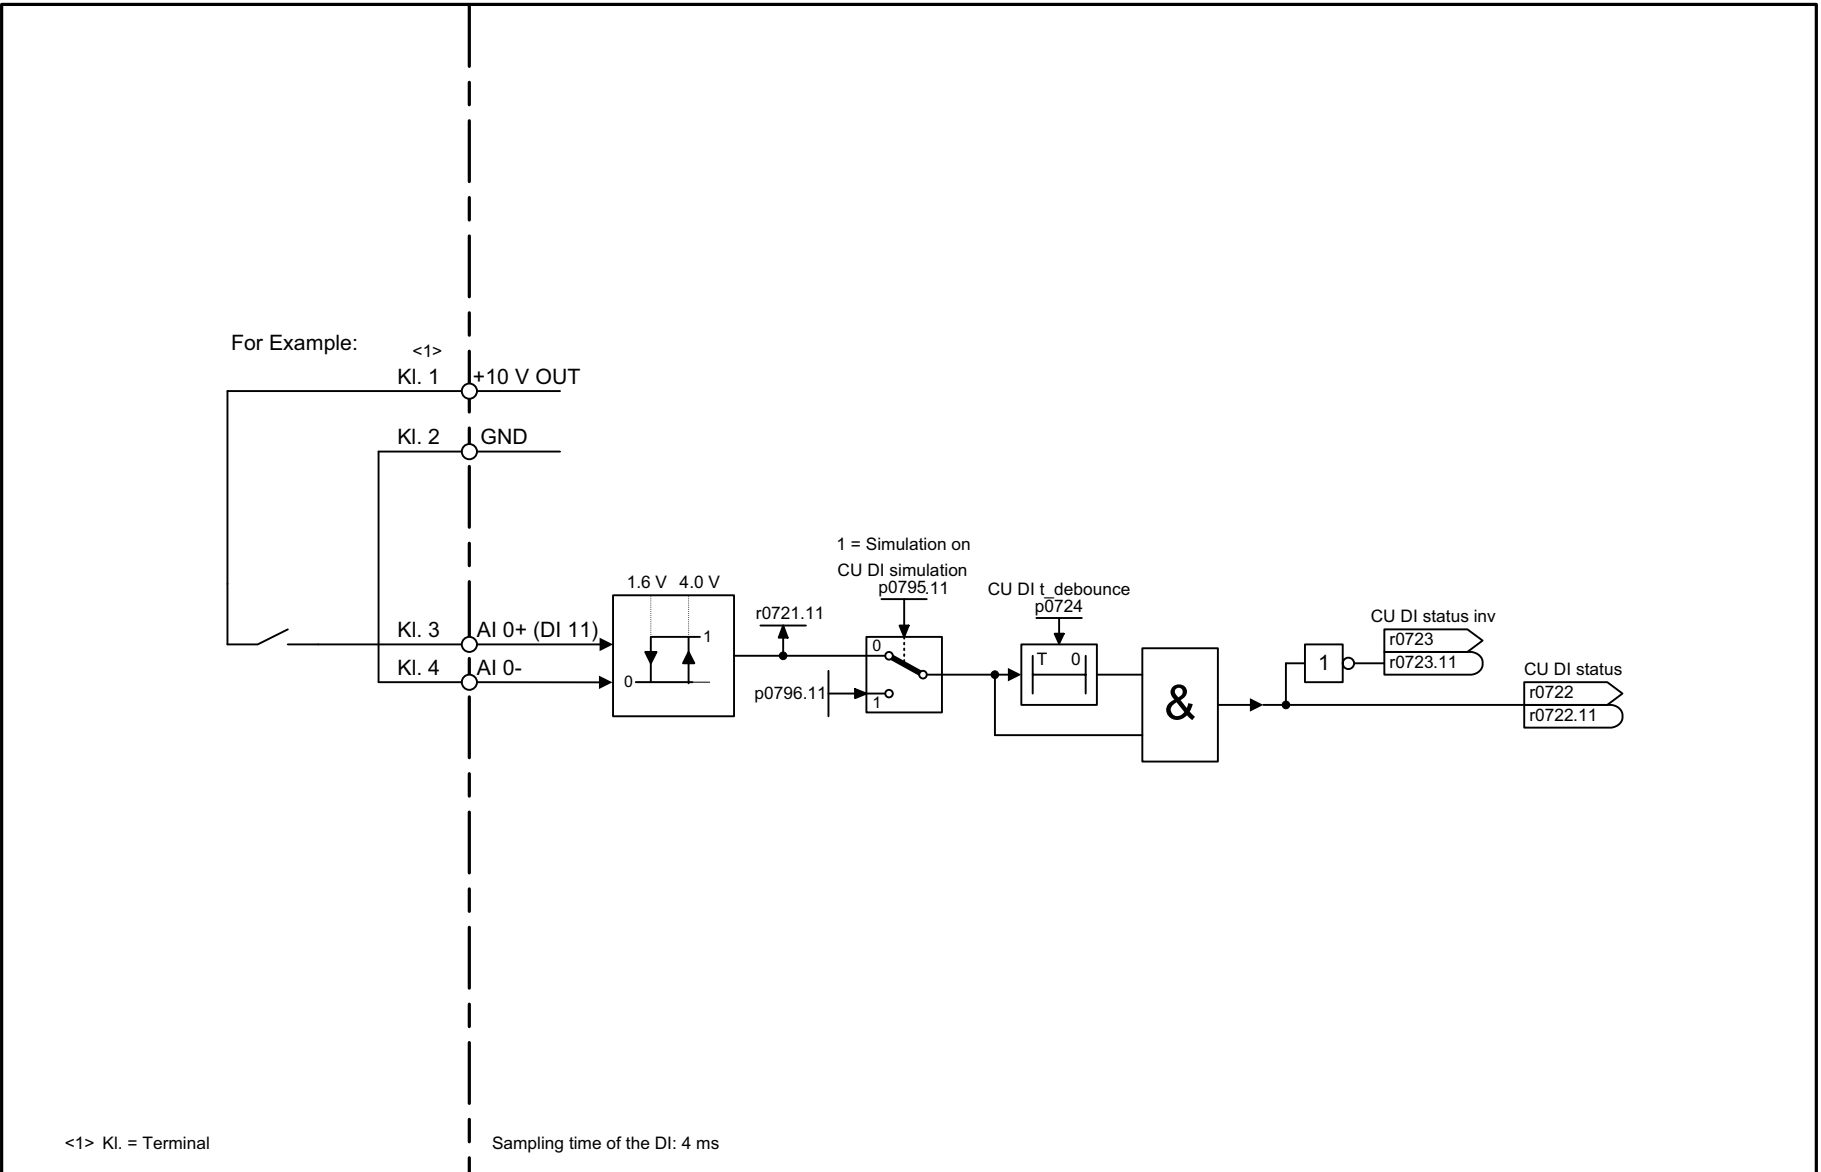 For Example:
<1>
Kl. 1
+10 V OUT
Kl. 2
GND
1 = Simulation on
CU DI simulation
p0795.11
1.6 V 4.0 V
CU DI t_debounce
p0724
r0721.11
CU DI status inv
r0723
r0723.11
Kl. 3
AI 0+ (DI 11)
1
0
T 0
1
CU DI status
r0722
r0722.11
Kl. 4
AI 0-
0
p0796.11
1
&
<1> Kl. = Terminal
Sampling time of the DI: 4 ms